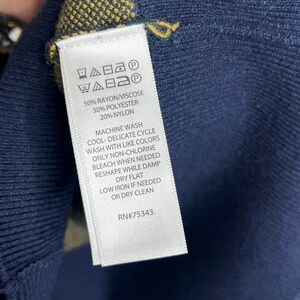 50% RAYON/VISCOSE
30% POLYESTER
20% NYLON
MACHINE WASH
COOL- DELICATE CYCLE
WASH WITH LIKE COLORS
ONLY NON-CHLORINE
BLEACH WHEN NEEDED
RESHAPE WHILE DAMP
DRY FLAT
LOW IRON IF NEEDED
OR DRY CLEAN
RN#75343